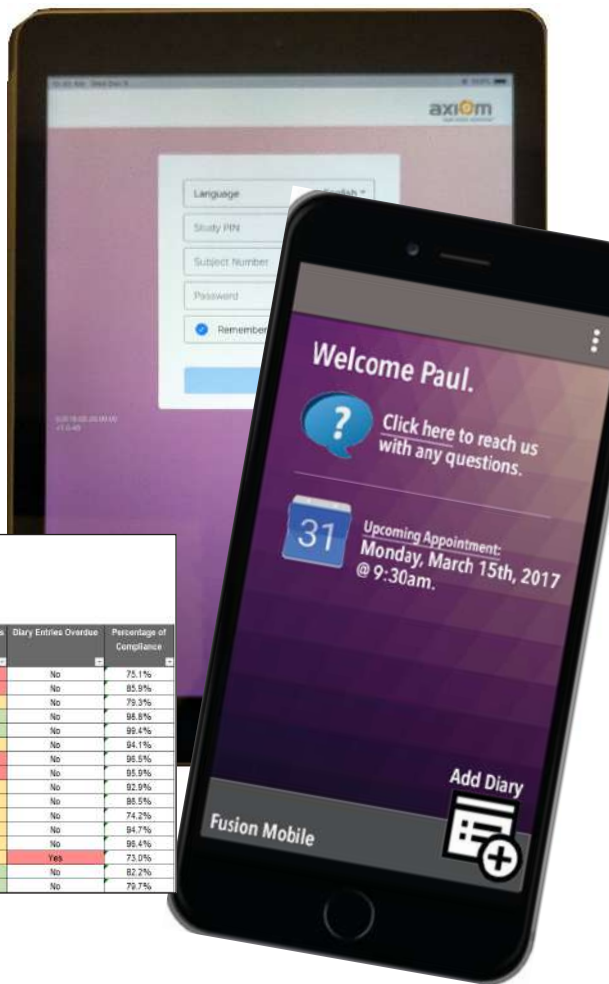 axiom
Language
Study PIN
Subject Number
Password
Remember
Welcome Paul.
?
Click here to reach us
with any questions.
31
Upcoming Appointment:
Monday, March 15th, 2017
@ 9:30am.
Add Diary
Fusion Mobile
Diary Entries Overdue Percentage of
Compliance
No 75.1%
No 85.9%
No 79.3%
No 98.8%
No 99.4%
No 94.1%
No 96.5%
No 95.9%
No 92.9%
No
No 74.2%
No 94.7%
No 96.4%
Yes 73.0%
No 82.2%
No 79.7%